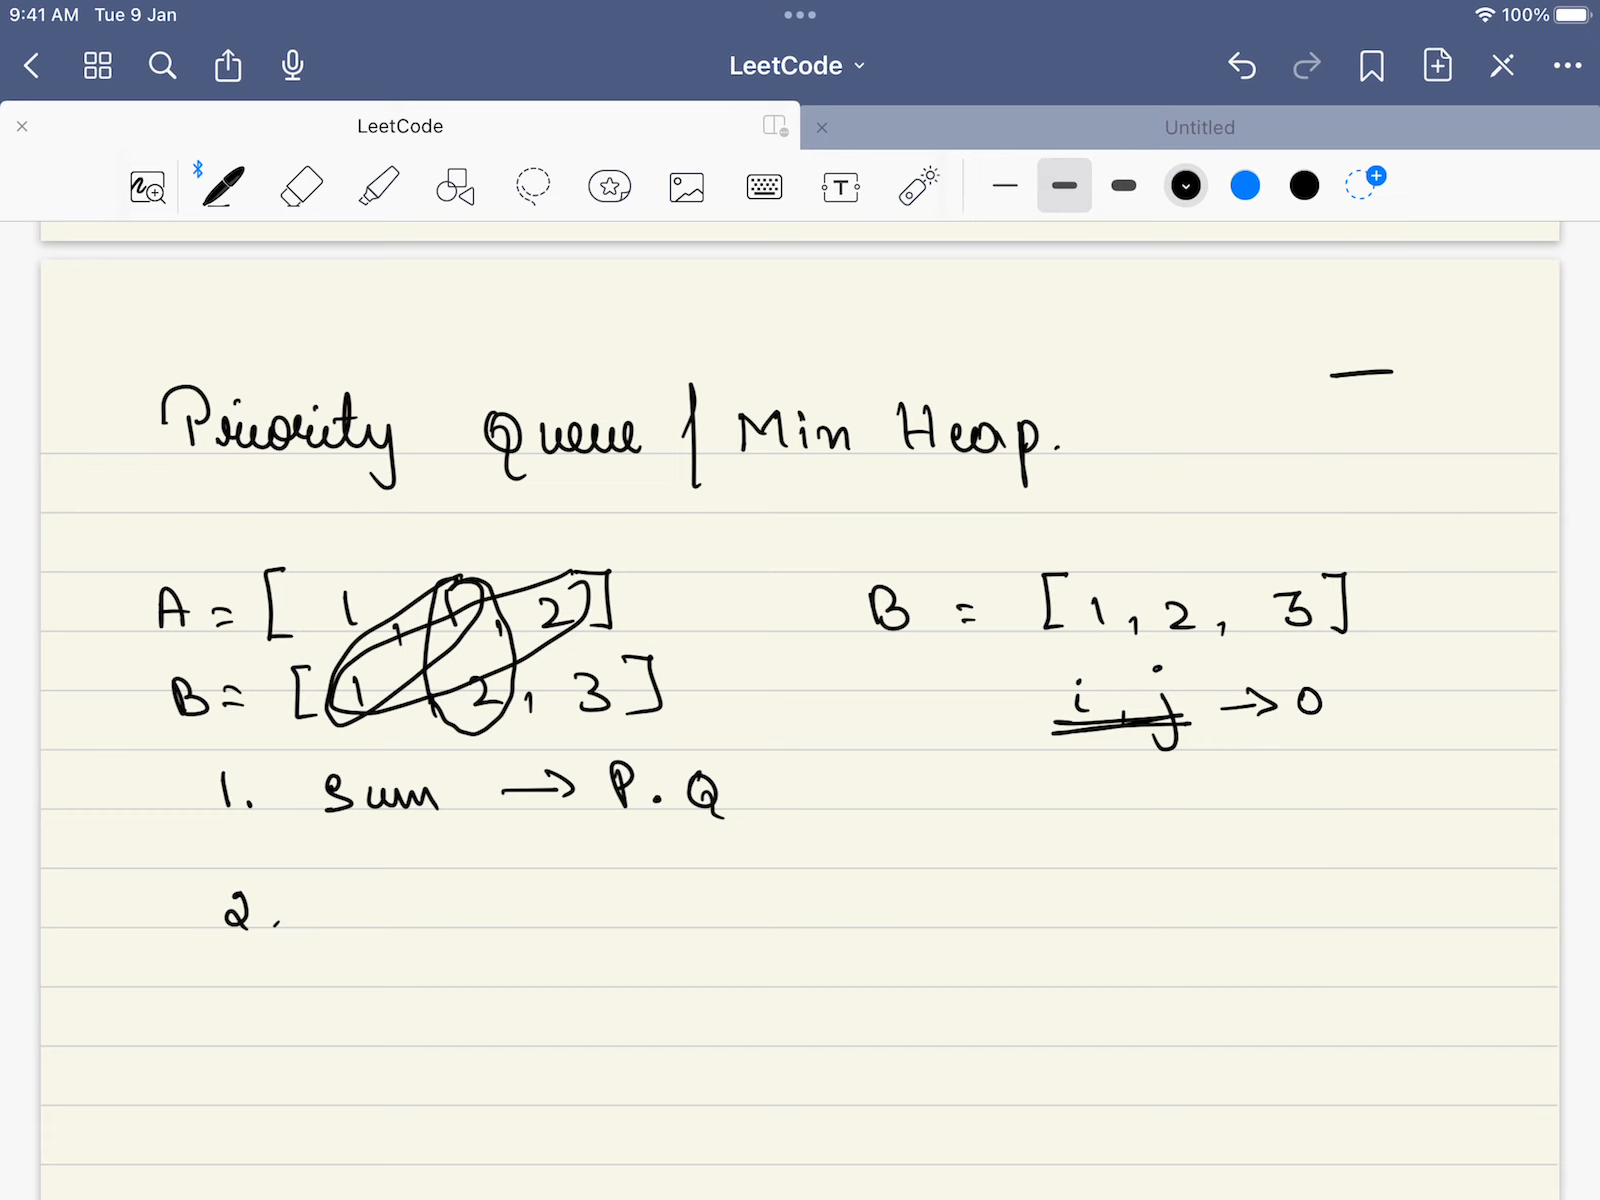 9:41 AM Tue 9 Jan
100%
LeetCode
LeetCode
Untitled
T
Priority Queue | Min Heap.
A = [ 1, 1, 2 ]
B = [ 1, 2, 3 ]
B = [ 1, 2, 3 ]
i, j → 0
1. Sum → P.Q
2.